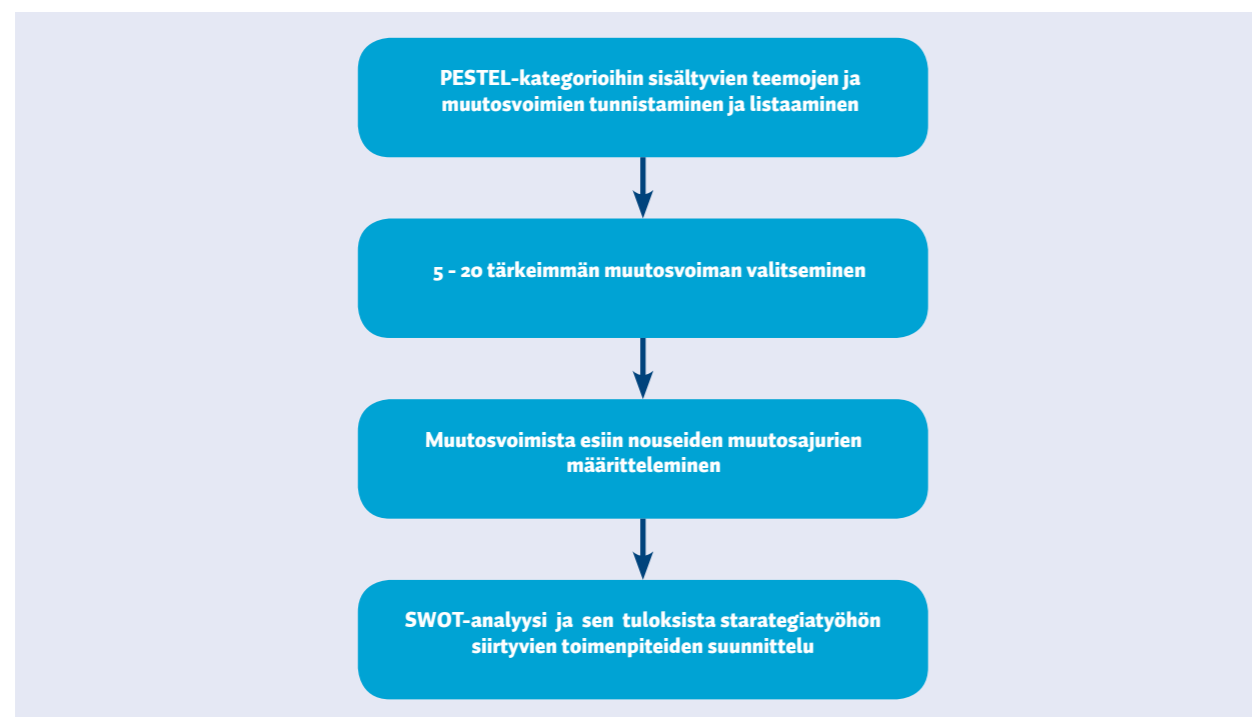 PESTEL-kategorioihin sisältyvien teemojen ja
muutosvoimien tunnistaminen ja listaaminen
5 - 20 tärkeimmän muutosvoiman valitseminen
Muutosvoimista esiin nouseiden muutosajurien
määritteleminen
SWOT-analyysi ja sen tuloksista starategiatyöhön
siirtyvien toimenpiteiden suunnittelu